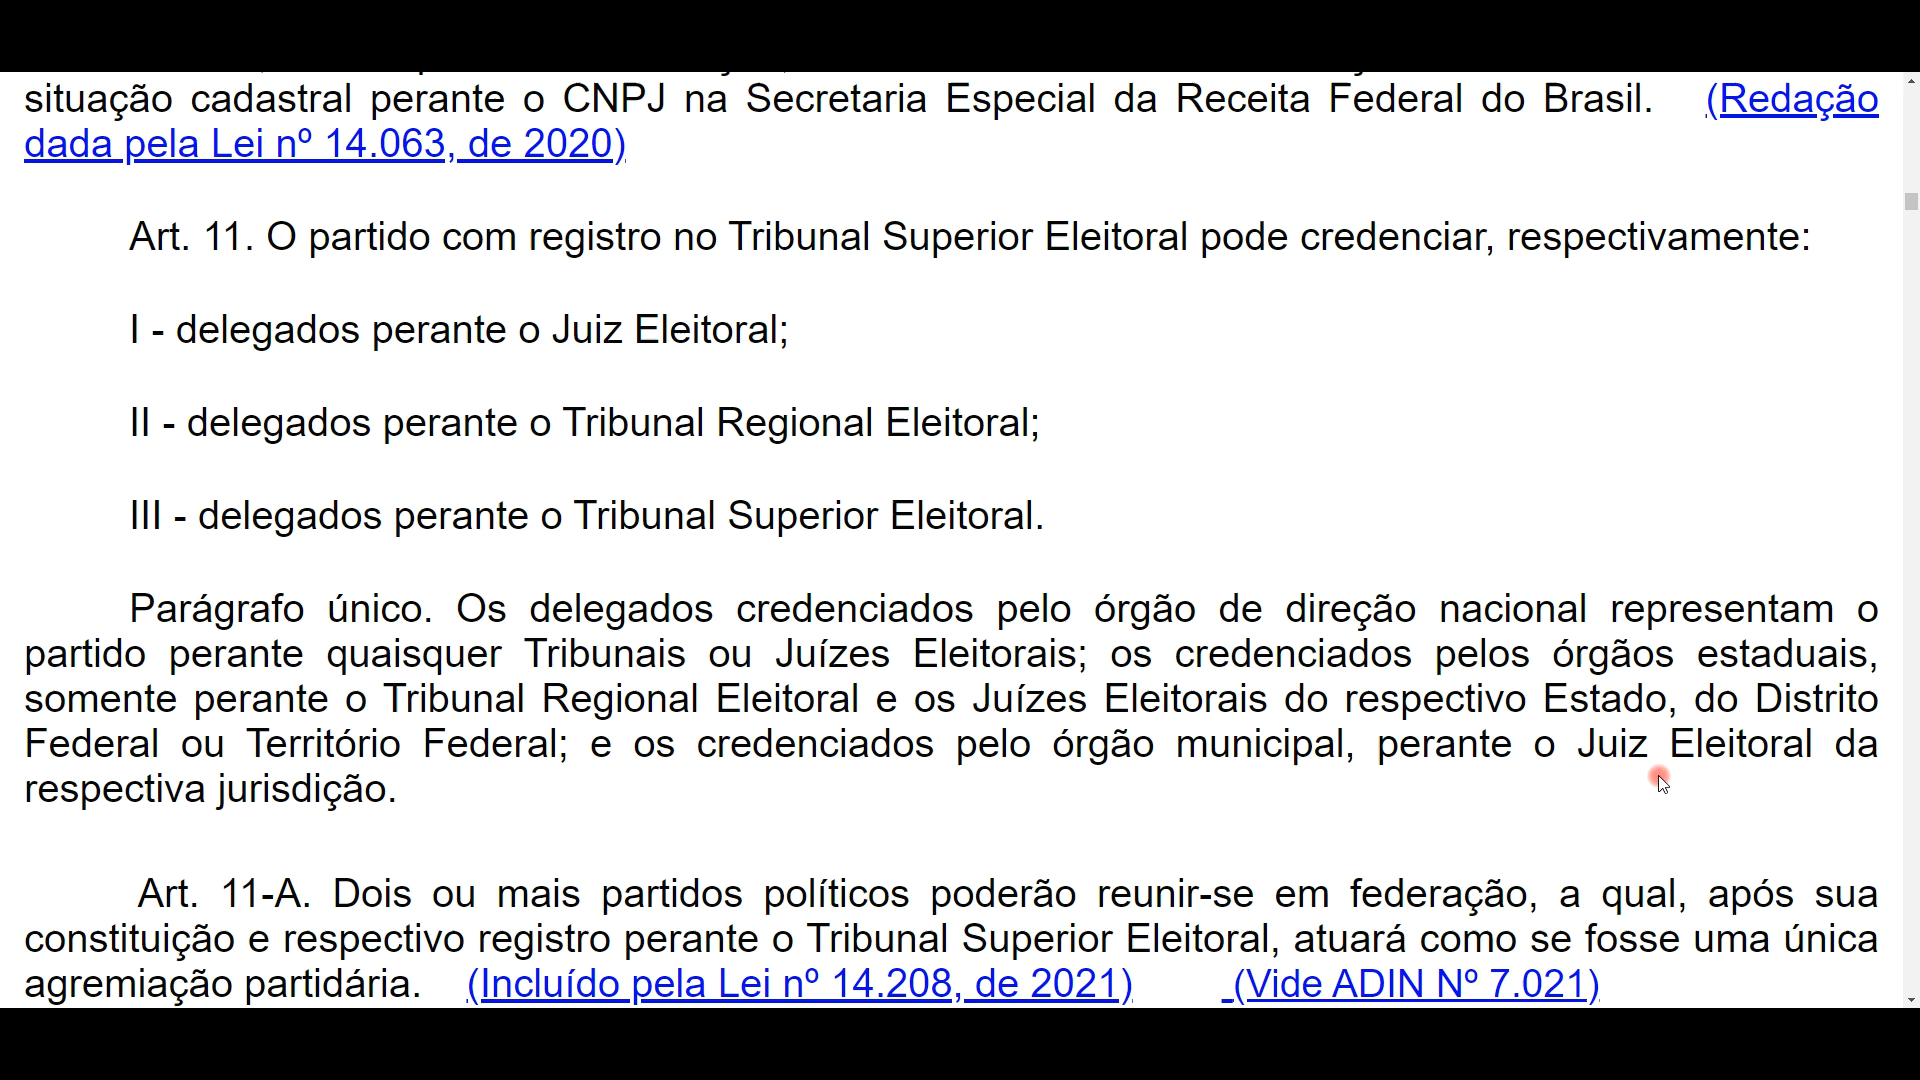 situação cadastral perante o CNPJ na Secretaria Especial da Receita Federal do Brasil. (Redação
dada pela Lei nº 14.063, de 2020)
Art. 11. O partido com registro no Tribunal Superior Eleitoral pode credenciar, respectivamente:
I - delegados perante o Juiz Eleitoral;
II - delegados perante o Tribunal Regional Eleitoral;
III - delegados perante o Tribunal Superior Eleitoral.
Parágrafo único. Os delegados credenciados pelo órgão de direção nacional representam o
partido perante quaisquer Tribunais ou Juízes Eleitorais; os credenciados pelos órgãos estaduais,
somente perante o Tribunal Regional Eleitoral e os Juízes Eleitorais do respectivo Estado, do Distrito
Federal ou Território Federal; e os credenciados pelo órgão municipal, perante o Juiz Eleitoral da
respectiva jurisdição.
Art. 11-A. Dois ou mais partidos políticos poderão reunir-se em federação, a qual, após sua
constituição e respectivo registro perante o Tribunal Superior Eleitoral, atuará como se fosse uma única
agremiação partidária. (Incluído pela Lei nº 14.208, de 2021) (Vide ADIN Nº 7.021)